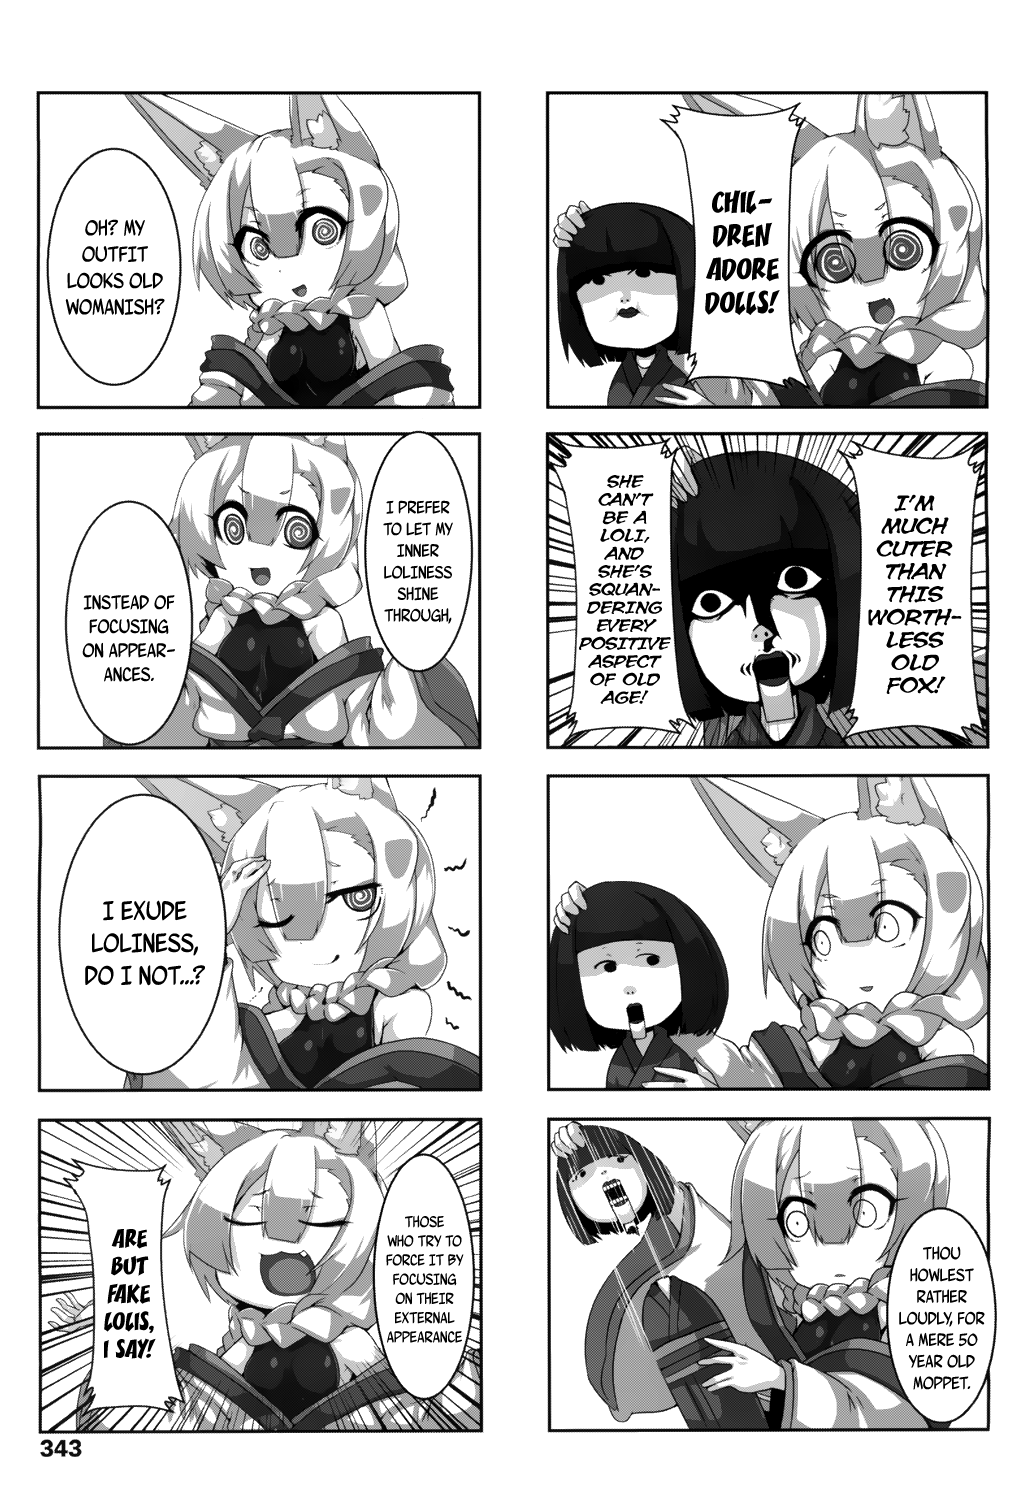 CHIL-
DREN
ADORE
DOLLS!
I'M
MUCH
CUTER
THAN
THIS
WORTH-
LESS
OLD
FOX!
SHE
CAN'T
BE A
LOLI,
AND
SHE'S
SQUAN-
DERING
EVERY
POSITIVE
ASPECT
OF OLD
AGE!
THOU
HOWLEST
RATHER
LOUDLY, FOR
A MERE 50
YEAR OLD
MOPPET.
OH? MY
OUTFIT
LOOKS OLD
WOMANISH?
I PREFER
TO LET MY
INNER
LOLINESS
SHINE
THROUGH,
INSTEAD OF
FOCUSING
ON APPEAR-
ANCES.
I EXUDE
LOLINESS,
DO I NOT...?
THOSE
WHO TRY TO
FORCE IT BY
FOCUSING
ON THEIR
EXTERNAL
APPEARANCE
ARE
BUT
FAKE
LOLIS,
I SAY!
343